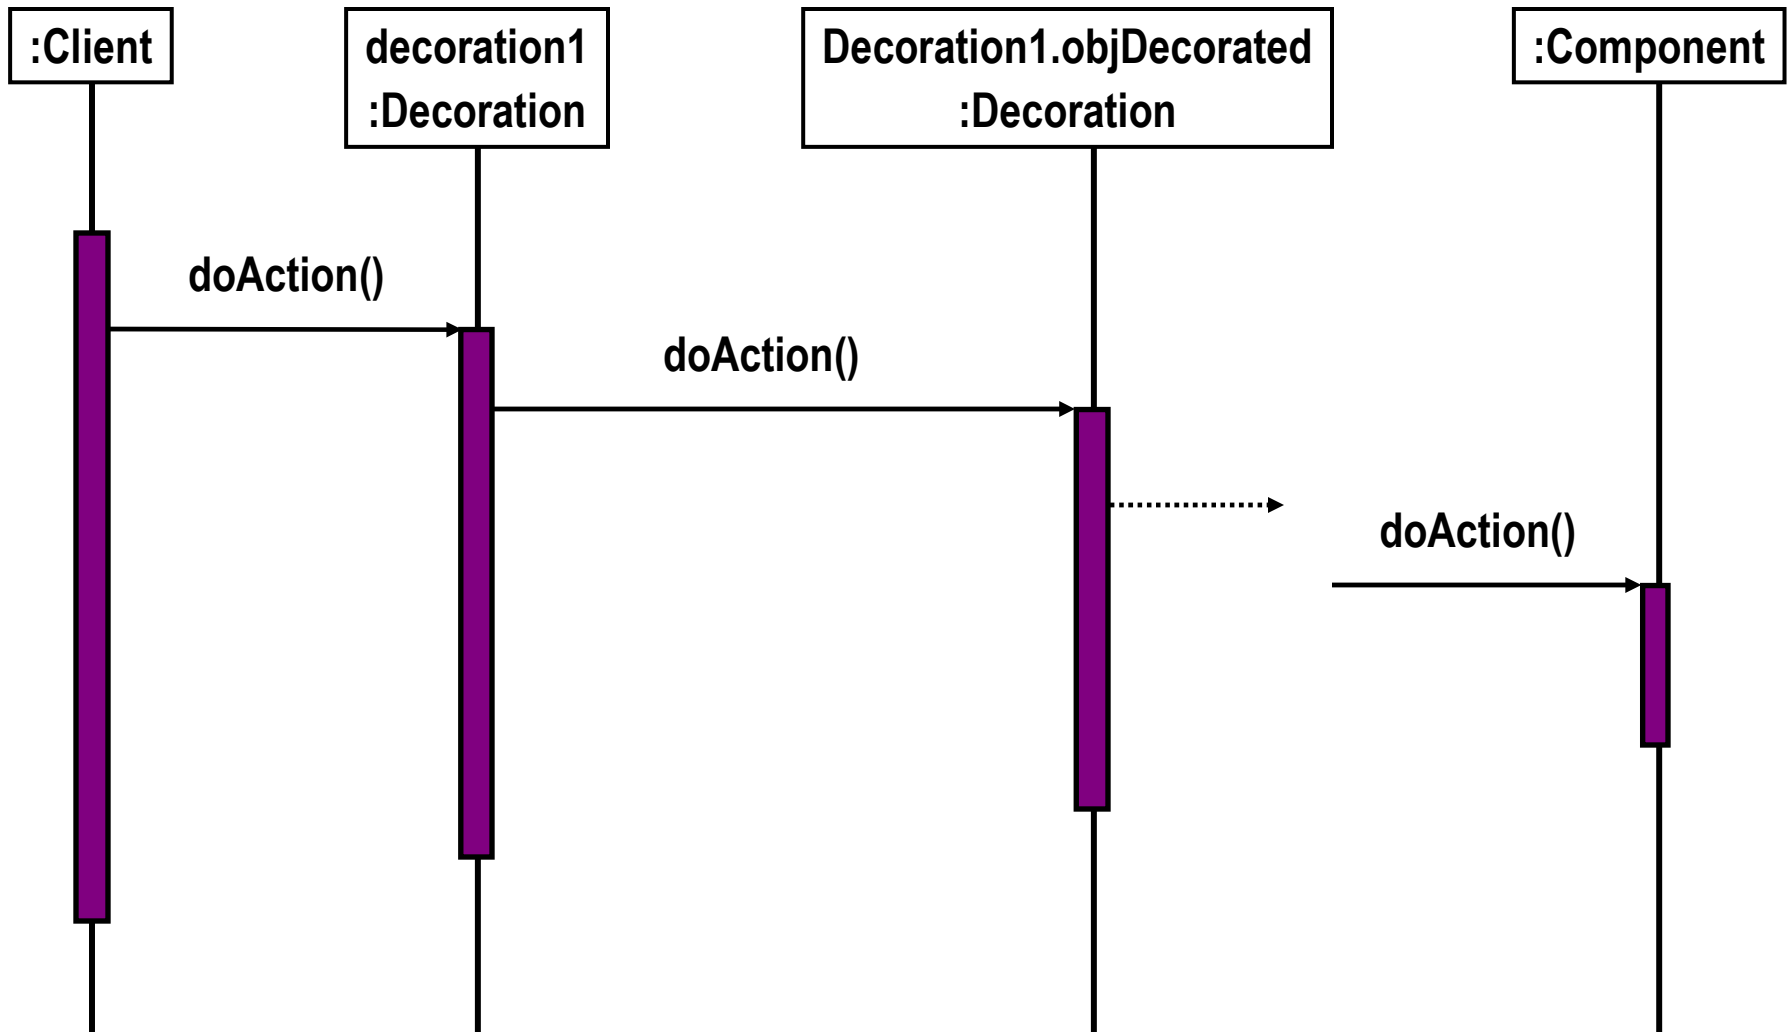 :Client
decoration1
:Decoration
Decoration1.objDecorated
:Decoration
:Component
doAction()
doAction()
doAction()